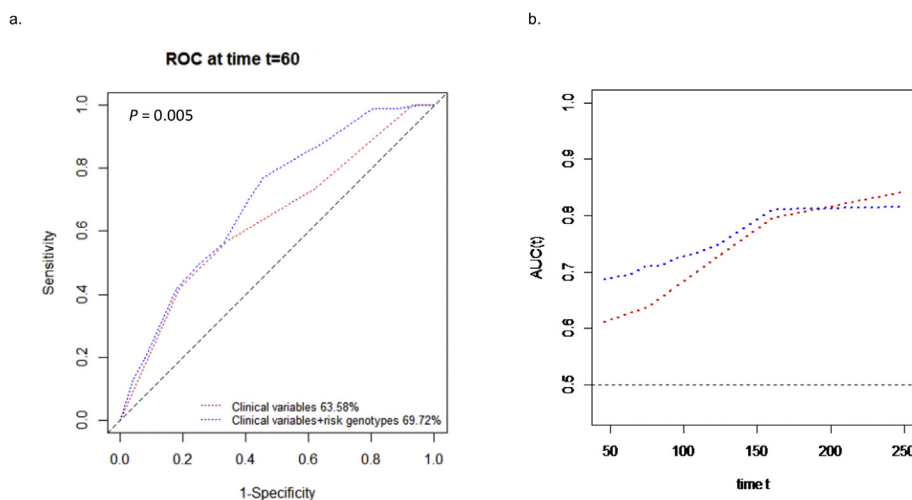 a.
ROC at time t=60
P = 0.005
Sensitivity
1.0
0.8
0.6
0.4
0.2
0.0
Clinical variables 63.58%
Clinical variables+risk genotypes 69.72%
0.0 0.2 0.4 0.6 0.8 1.0
1-Specificity
b.
AUC(t)
1.0
0.9
0.8
0.7
0.6
0.5
50 100 150 200 250
time t